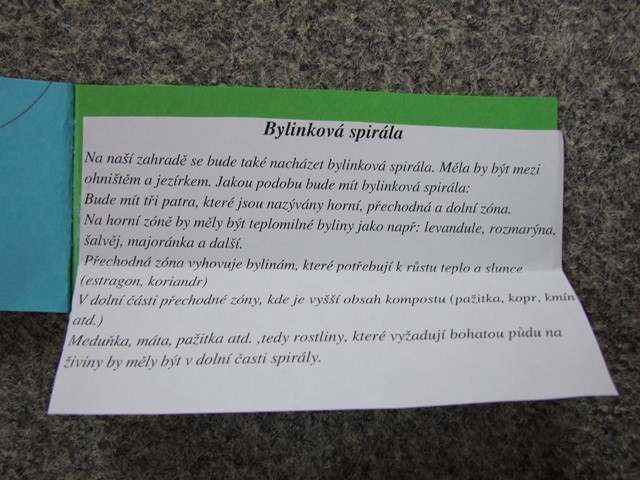 Bylinková spirála
Na naší zahradě se bude také nacházet bylinková spirála. Měla by být mezi
ohništěm a jezírkem. Jakou podobu bude mít bylinková spirála:
Bude mít tři patra, které jsou nazývány horní, přechodná a dolní zóna.
Na horní zóně by měly být teplomilné byliny jako např: levandule, rozmarýna,
šalvěj, majoránka a další.
Přechodná zóna vyhovuje bylinám, které potřebují k růstu teplo a slunce
(estragon, koriandr)
V dolní části přechodné zóny, kde je vyšší obsah kompostu (pažitka, kopr, kmín
atd.)
Meduňka, máta, pažitka atd. ,tedy rostliny, které vyžadují bohatou půdu na
živiny by měly být v dolní časti spirály.